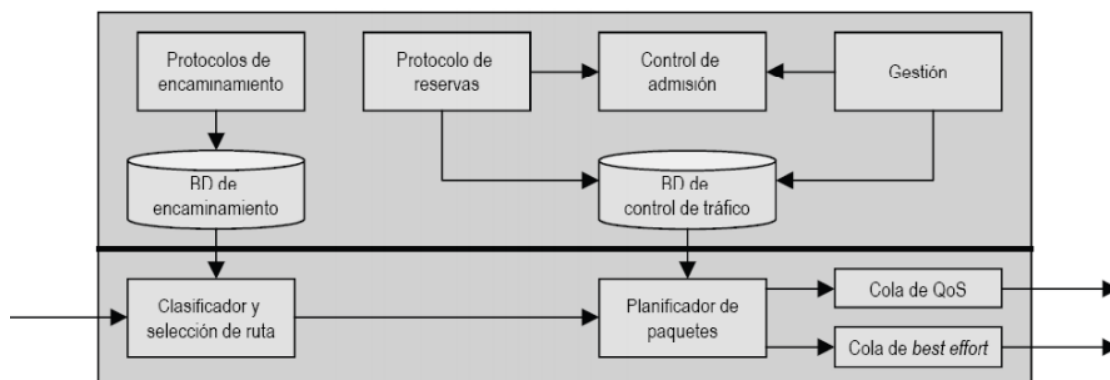 Protocolos de
encaminamiento
Protocolo de
reservas
Control de
admisión
Gestión
BD de
encaminamiento
BD de
control de tráfico
Clasificador y
selección de ruta
Planificador de
paquetes
Cola de QoS
Cola de best effort